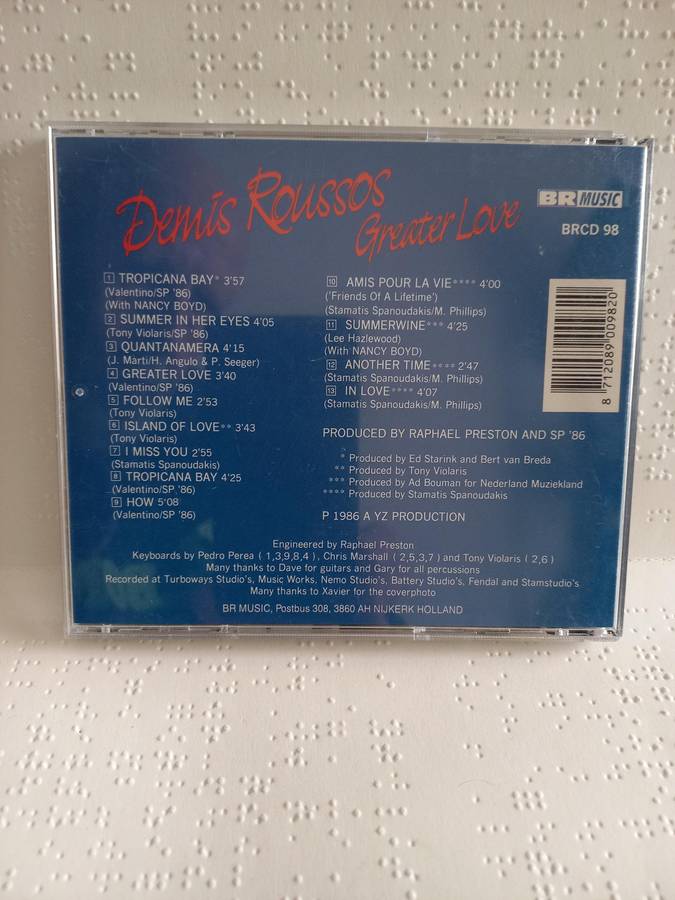 Demis Roussos
Greater Love
BR MUSIC
BRCD 98
1 TROPICANA BAY* 3'57
(Valentino/SP '86)
(With NANCY BOYD)
2 SUMMER IN HER EYES 4'05
(Tony Violaris/SP '86)
3 QUANTANAMERA 4'15
(J. Marti/H. Angulo & P. Seeger)
4 GREATER LOVE 3'40
(Valentino/SP '86)
5 FOLLOW ME 2'53
(Tony Violaris)
6 ISLAND OF LOVE** 3'43
(Tony Violaris)
7 I MISS YOU 2'55
(Stamatis Spanoudakis)
8 TROPICANA BAY 4'25
(Valentino/SP '86)
9 HOW 5'08
(Valentino/SP '86)
10 AMIS POUR LA VIE**** 4'00
('Friends Of A Lifetime')
(Stamatis Spanoudakis/M. Phillips)
11 SUMMERWINE*** 4'25
(Lee Hazlewood)
(With NANCY BOYD)
12 ANOTHER TIME**** 2'47
(Stamatis Spanoudakis/M. Phillips)
13 IN LOVE**** 4'07
(Stamatis Spanoudakis/M. Phillips)
8 712089 009820
PRODUCED BY RAPHAEL PRESTON AND SP '86
* Produced by Ed Starink and Bert van Breda
** Produced by Tony Violaris
*** Produced by Ad Bouman for Nederland Muziekland
**** Produced by Stamatis Spanoudakis
P 1986 A YZ PRODUCTION
Engineered by Raphael Preston
Keyboards by Pedro Perea (1,3,9,8,4), Chris Marshall (2,5,3,7) and Tony Violaris (2,6)
Many thanks to Dave for guitars and Gary for all percussions
Recorded at Turboways Studio's, Music Works, Nemo Studio's, Battery Studio's, Fendal and Stamstudio's
Many thanks to Xavier for the coverphoto
BR MUSIC, Postbus 308, 3860 AH NIJKERK HOLLAND